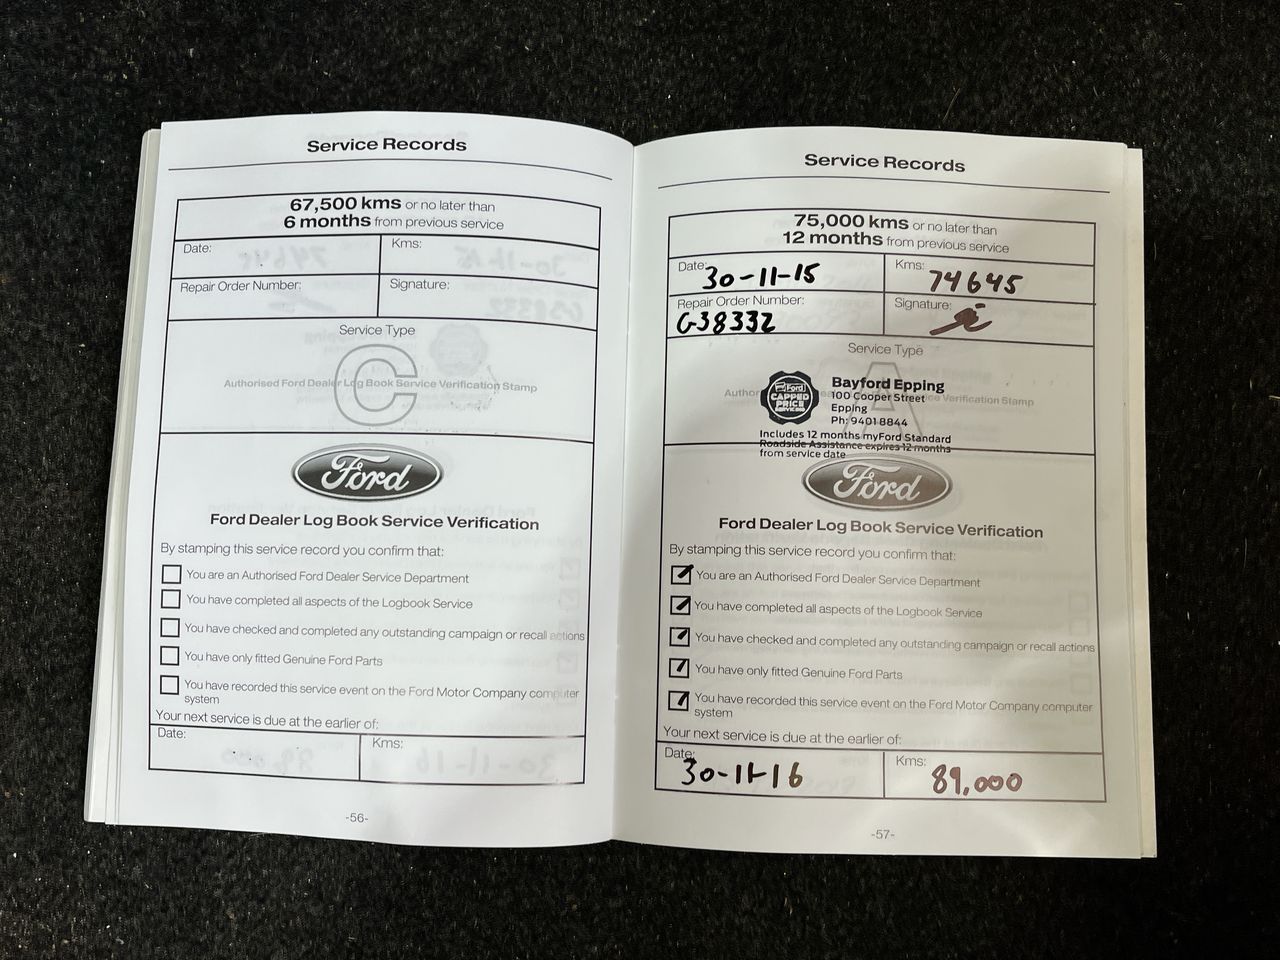 Service Records
67,500 kms or no later than
6 months from previous service
Date:
Kms:
Repair Order Number:
Signature:
Service Type
C
Authorised Ford Dealer Log Book Service Verification Stamp
Ford
Ford Dealer Log Book Service Verification
By stamping this service record you confirm that:
You are an Authorised Ford Dealer Service Department
You have completed all aspects of the Logbook Service
You have checked and completed any outstanding campaign or recall actions
You have only fitted Genuine Ford Parts
You have recorded this service event on the Ford Motor Company computer
system
Your next service is due at the earlier of:
Date:
Kms:
-56-
Service Records
75,000 kms or no later than
12 months from previous service
Date: 30-11-15
Kms: 74645
Repair Order Number:
G38332
Signature:
Service Type
A
Ford
CAPPED
PRICE
SERVICING
Bayford Epping
100 Cooper Street
Epping
Ph: 9401 8844
Includes 12 months myFord Standard
Roadside Assistance expires 12 months
from service date
Ford
Ford Dealer Log Book Service Verification
By stamping this service record you confirm that:
You are an Authorised Ford Dealer Service Department
You have completed all aspects of the Logbook Service
You have checked and completed any outstanding campaign or recall actions
You have only fitted Genuine Ford Parts
You have recorded this service event on the Ford Motor Company computer
system
Your next service is due at the earlier of:
Date: 30-11-16
Kms: 89,000
-57-